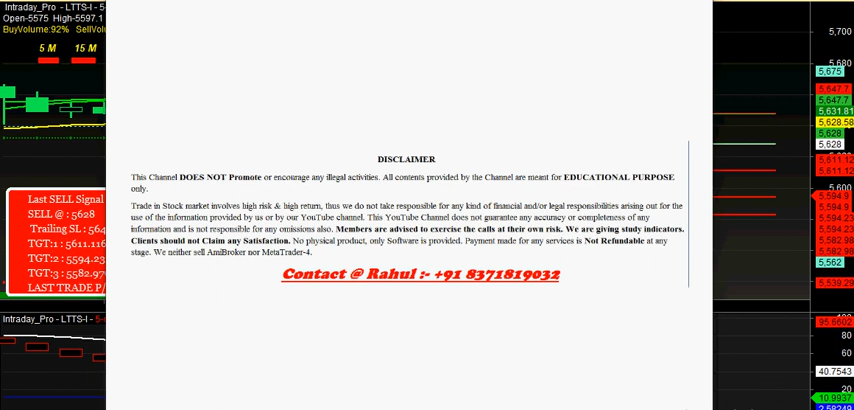 Intraday_Pro - LTTS-I - 5-
Open-5575 High-5597.1
BuyVolume:92% SellVolu
5 M 15 M
Last SELL Signal
SELL @ : 5628
Trailing SL : 564
TGT:1 : 5611.116
TGT:2 : 5594.23
TGT:3 : 5582.97
LAST TRADE P/
Intraday_Pro - LTTS-I - 5-
DISCLAIMER
This Channel DOES NOT Promote or encourage any illegal activities. All contents provided by the Channel are meant for EDUCATIONAL PURPOSE
only.
Trade in Stock market involves high risk & high return, thus we do not take responsible for any kind of financial and/or legal responsibilities arising out for the
use of the information provided by us or by our YouTube channel. This YouTube Channel does not guarantee any accuracy or completeness of any
information and is not responsible for any omissions also. Members are advised to exercise the calls at their own risk. We are giving study indicators.
Clients should not Claim any Satisfaction. No physical product, only Software is provided. Payment made for any services is Not Refundable at any
stage. We neither sell AmiBroker nor MetaTrader-4.
Contact @ Rahul :- +91 8371819032
5,700
5,680
5,675
5,647.7
5,647.7
5,631.81
5,628.58
5,628
5,628
5,611.12
5,611.12
5,600
5,594.9
5,594.9
5,594.23
5,594.23
5,582.98
5,582.98
5,562
5,539.29
95.6602
80
60
40.7543
20
10.9937
2.58249